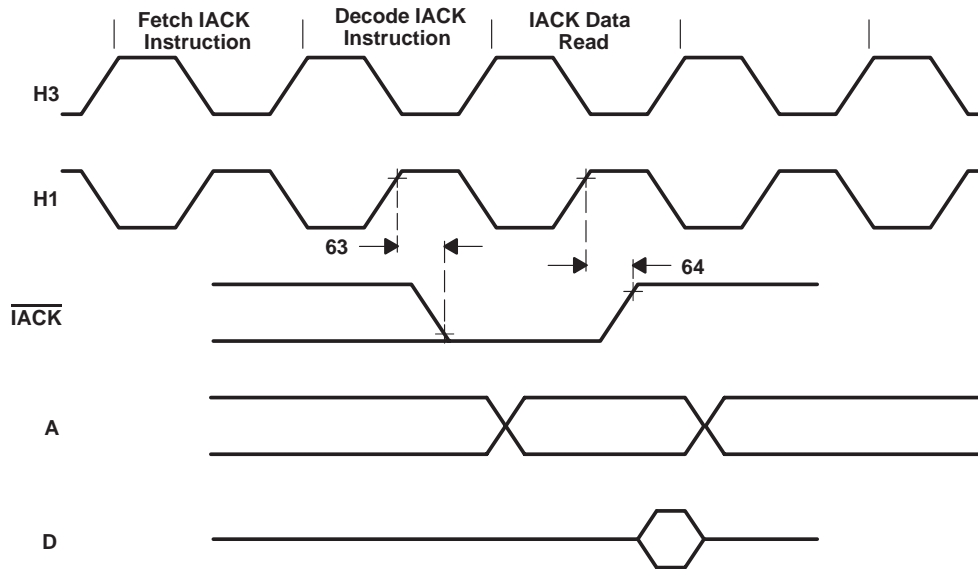 Fetch IACK
Instruction
Decode IACK
Instruction
IACK Data
Read
H3
H1
63
64
IACK
A
D